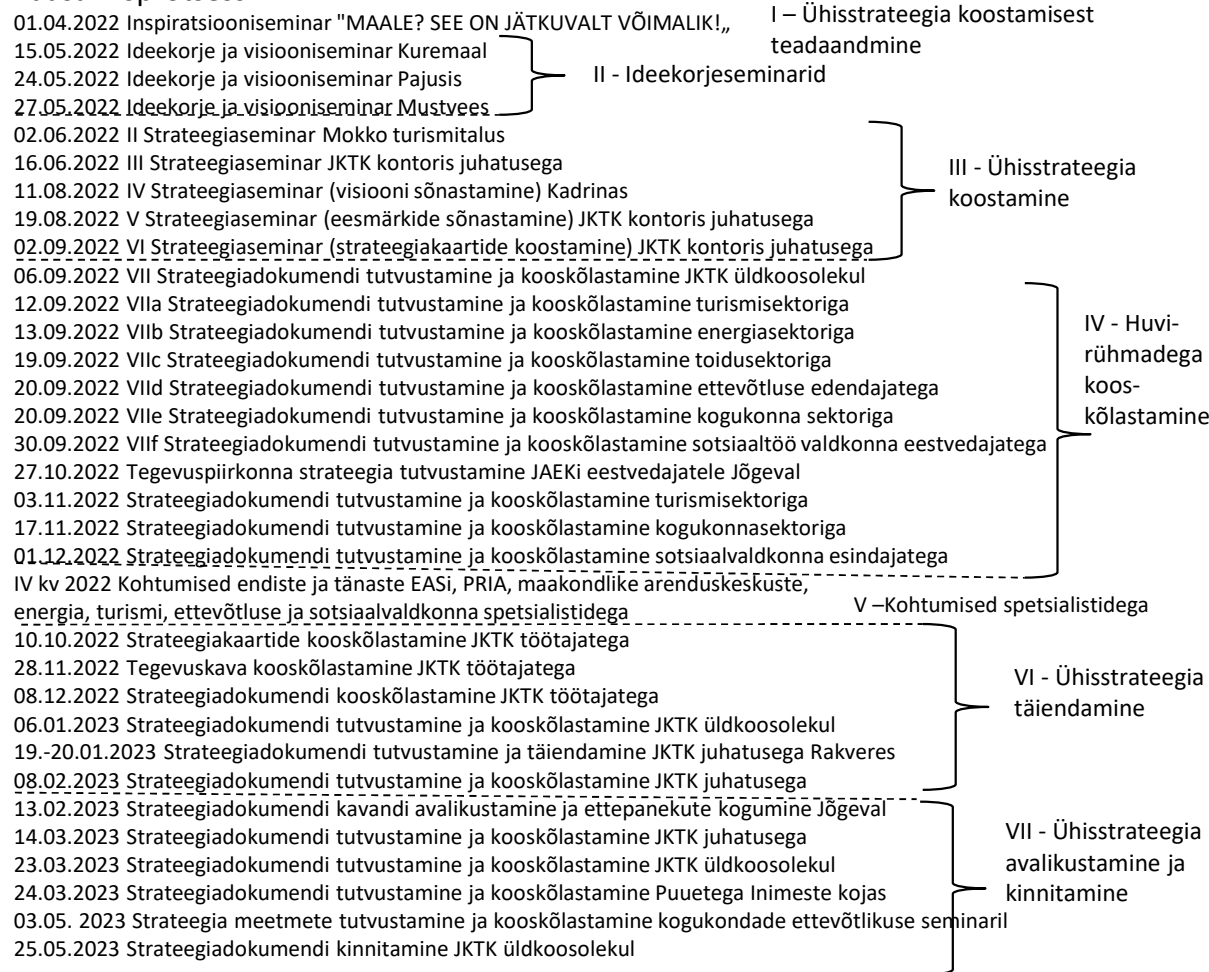 01.04.2022 Inspiratsiooniseminar "MAALE? SEE ON JÄTKUVALT VÕIMALIK!„
I – Ühisstrateegia koostamisest
teadaandmine
15.05.2022 Ideekorje ja visiooniseminar Kuremaal
24.05.2022 Ideekorje ja visiooniseminar Pajusis
27.05.2022 Ideekorje ja visiooniseminar Mustvees
II - Ideekorjeseminarid
02.06.2022 II Strateegiaseminar Mokko turismitalus
16.06.2022 III Strateegiaseminar JKTK kontoris juhatusega
11.08.2022 IV Strateegiaseminar (visiooni sõnastamine) Kadrinas
19.08.2022 V Strateegiaseminar (eesmärkide sõnastamine) JKTK kontoris juhatusega
02.09.2022 VI Strateegiaseminar (strateegiakaartide koostamine) JKTK kontoris juhatusega
III - Ühisstrateegia
koostamine
06.09.2022 VII Strateegiadokumendi tutvustamine ja kooskõlastamine JKTK üldkoosolekul
12.09.2022 VIIa Strateegiadokumendi tutvustamine ja kooskõlastamine turismisektoriga
13.09.2022 VIIb Strateegiadokumendi tutvustamine ja kooskõlastamine energiasektoriga
19.09.2022 VIIc Strateegiadokumendi tutvustamine ja kooskõlastamine toidusektoriga
20.09.2022 VIId Strateegiadokumendi tutvustamine ja kooskõlastamine ettevõtluse edendajatega
20.09.2022 VIIe Strateegiadokumendi tutvustamine ja kooskõlastamine kogukonna sektoriga
30.09.2022 VIIf Strateegiadokumendi tutvustamine ja kooskõlastamine sotsiaaltöö valdkonna eestvedajatega
27.10.2022 Tegevuspiirkonna strateegia tutvustamine JAEKi eestvedajatele Jõgeval
03.11.2022 Strateegiadokumendi tutvustamine ja kooskõlastamine turismisektoriga
17.11.2022 Strateegiadokumendi tutvustamine ja kooskõlastamine kogukonnasektoriga
01.12.2022 Strateegiadokumendi tutvustamine ja kooskõlastamine sotsiaalvaldkonna esindajatega
IV - Huvi-
rühmadega
koos-
kõlastamine
IV kv 2022 Kohtumised endiste ja tänaste EASi, PRIA, maakondlike arenduskeskuste,
energia, turismi, ettevõtluse ja sotsiaalvaldkonna spetsialistidega
V –Kohtumised spetsialistidega
10.10.2022 Strateegiakaartide kooskõlastamine JKTK töötajatega
28.11.2022 Tegevuskava kooskõlastamine JKTK töötajatega
08.12.2022 Strateegiadokumendi kooskõlastamine JKTK töötajatega
06.01.2023 Strateegiadokumendi tutvustamine ja kooskõlastamine JKTK üldkoosolekul
19.-20.01.2023 Strateegiadokumendi tutvustamine ja täiendamine JKTK juhatusega Rakveres
08.02.2023 Strateegiadokumendi tutvustamine ja kooskõlastamine JKTK juhatusega
VI - Ühisstrateegia
täiendamine
13.02.2023 Strateegiadokumendi kavandi avalikustamine ja ettepanekute kogumine Jõgeval
14.03.2023 Strateegiadokumendi tutvustamine ja kooskõlastamine JKTK juhatusega
23.03.2023 Strateegiadokumendi tutvustamine ja kooskõlastamine JKTK üldkoosolekul
24.03.2023 Strateegiadokumendi tutvustamine ja kooskõlastamine Puuetega Inimeste kojas
03.05. 2023 Strateegia meetmete tutvustamine ja kooskõlastamine kogukondade ettevõtlikuse seminaril
25.05.2023 Strateegiadokumendi kinnitamine JKTK üldkoosolekul
VII - Ühisstrateegia
avalikustamine ja
kinnitamine